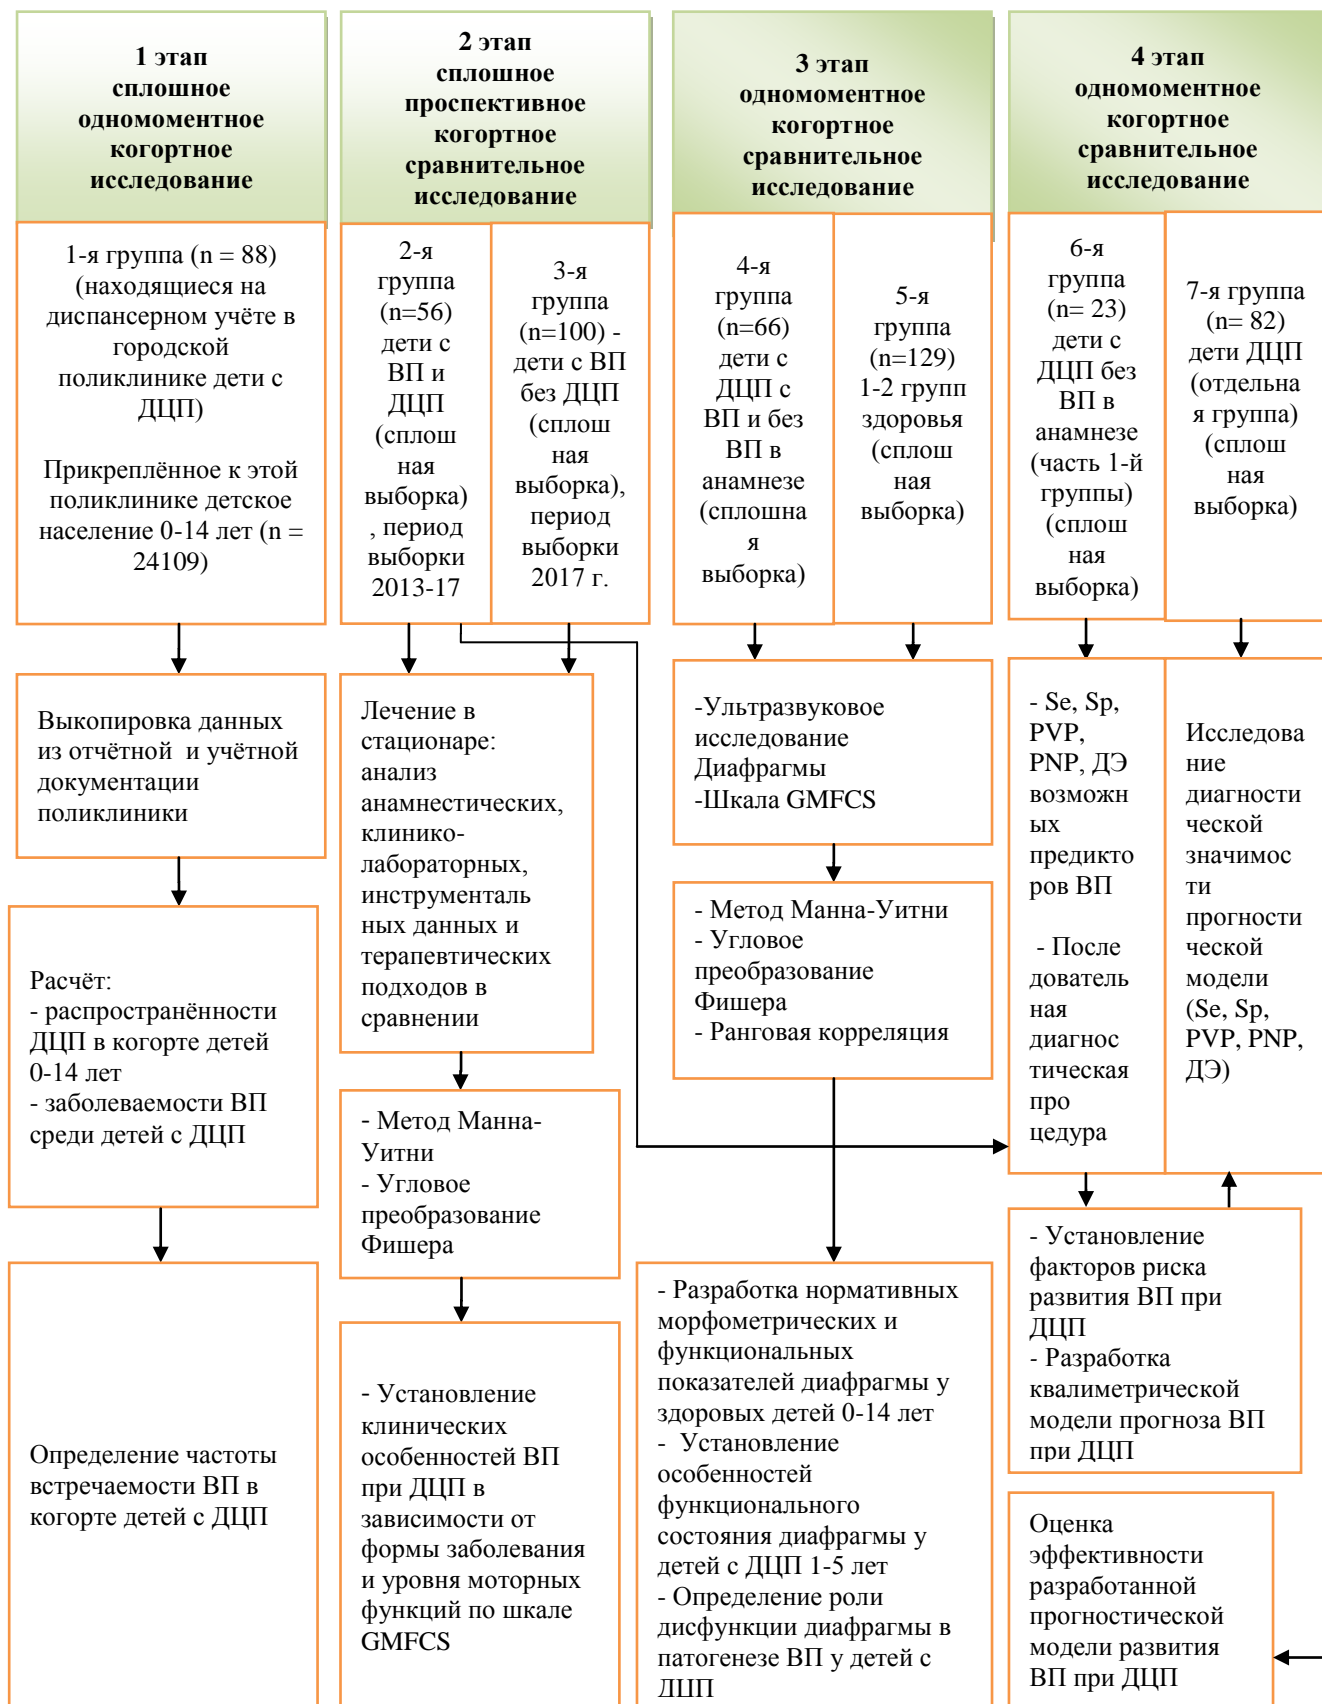 1 этап
сплошное
одномоментное
когортное
исследование
1-я группа (n = 88)
(находящиеся на
диспансерном учёте в
городской
поликлинике дети с
ДЦП)
Прикреплённое к этой
поликлинике детское
население 0-14 лет (n =
24109)
Выкопировка данных
из отчётной и учётной
документации
поликлиники
Расчёт:
- распространённости
ДЦП в когорте детей
0-14 лет
- заболеваемости ВП
среди детей с ДЦП
Определение частоты
встречаемости ВП в
когорте детей с ДЦП
2 этап
сплошное
проспективное
когортное
сравнительное
исследование
2-я
группа
(n=56)
дети с
ВП и
ДЦП
(сплош
ная
выборка)
, период
выборки
2013-17
3-я
группа
(n=100) -
дети с ВП
без ДЦП
(сплош
ная
выборка),
период
выборки
2017 г.
Лечение в
стационаре:
анализ
анамнестических,
клинико-
лабораторных,
инструменталь
ных данных и
терапевтических
подходов в
сравнении
- Метод Манна-
Уитни
- Угловое
преобразование
Фишера
- Установление
клинических
особенностей ВП
при ДЦП в
зависимости от
формы заболевания
и уровня моторных
функций по шкале
GMFCS
3 этап
одномоментное
когортное
сравнительное
исследование
4-я
группа
(n=66)
дети с
ДЦП с
ВП и без
ВП в
анамнезе
(сплошна
я
выборка)
5-я
группа
(n=129)
1-2 групп
здоровья
(сплош
ная
выборка)
-Ультразвуковое
исследование
Диафрагмы
-Шкала GMFCS
- Метод Манна-Уитни
- Угловое
преобразование
Фишера
- Ранговая корреляция
- Разработка нормативных
морфометрических и
функциональных
показателей диафрагмы у
здоровых детей 0-14 лет
- Установление
особенностей
функционального
состояния диафрагмы у
детей с ДЦП 1-5 лет
- Определение роли
дисфункции диафрагмы в
патогенезе ВП у детей с
ДЦП
4 этап
одномоментное
когортное
сравнительное
исследование
6-я
группа
(n= 23)
дети с
ДЦП без
ВП в
анамнезе
(часть 1-й
группы)
(сплош
ная
выборка)
7-я группа
(n= 82)
дети ДЦП
(отдельна
я группа)
(сплош
ная
выборка)
- Se, Sp,
PVP,
PNP, ДЭ
возможн
ых
предикто
ров ВП
- После
дователь
ная
диагнос
тическая
про
цедура
Исследова
ние
диагности
ческой
значимос
ти
прогности
ческой
модели
(Se, Sp,
PVP, PNP,
ДЭ)
- Установление
факторов риска
развития ВП при
ДЦП
- Разработка
квалиметрической
модели прогноза ВП
при ДЦП
Оценка
эффективности
разработанной
прогностической
модели развития
ВП при ДЦП